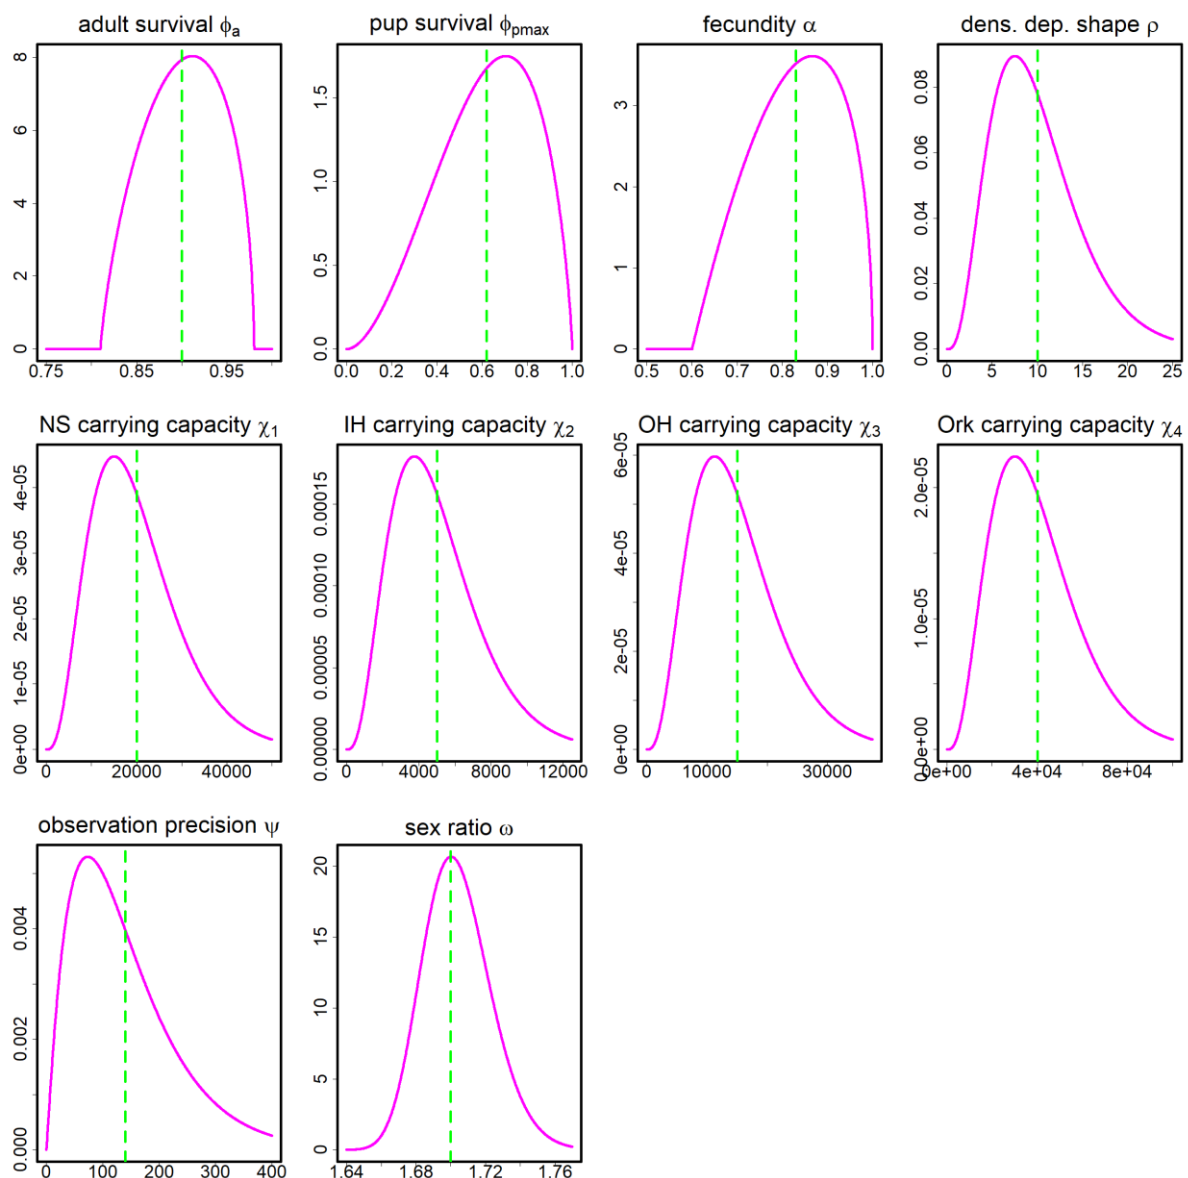 adult survival ϕa
pup survival ϕpmax
fecundity α
dens. dep. shape ρ
0 2 4 6 8
0.75 0.85 0.95
0.0 0.5 1.0 1.5
0.0 0.2 0.4 0.6 0.8 1.0
0 1 2 3
0.5 0.6 0.7 0.8 0.9 1.0
0.00 0.02 0.04 0.06 0.08
0 5 10 15 20 25
NS carrying capacity χ1
IH carrying capacity χ2
OH carrying capacity χ3
Ork carrying capacity χ4
0e+00 1e-05 2e-05 3e-05 4e-05
0 20000 40000
0.00000 0.00005 0.00010 0.00015
0 4000 8000 12000
0e+00 2e-05 4e-05 6e-05
0 10000 30000
0e+00 1.0e-05 2.0e-05
0e+00 4e+04 8e+04
observation precision ψ
sex ratio ω
0.000 0.002 0.004
0 100 200 300 400
0 5 10 15 20
1.64 1.68 1.72 1.76